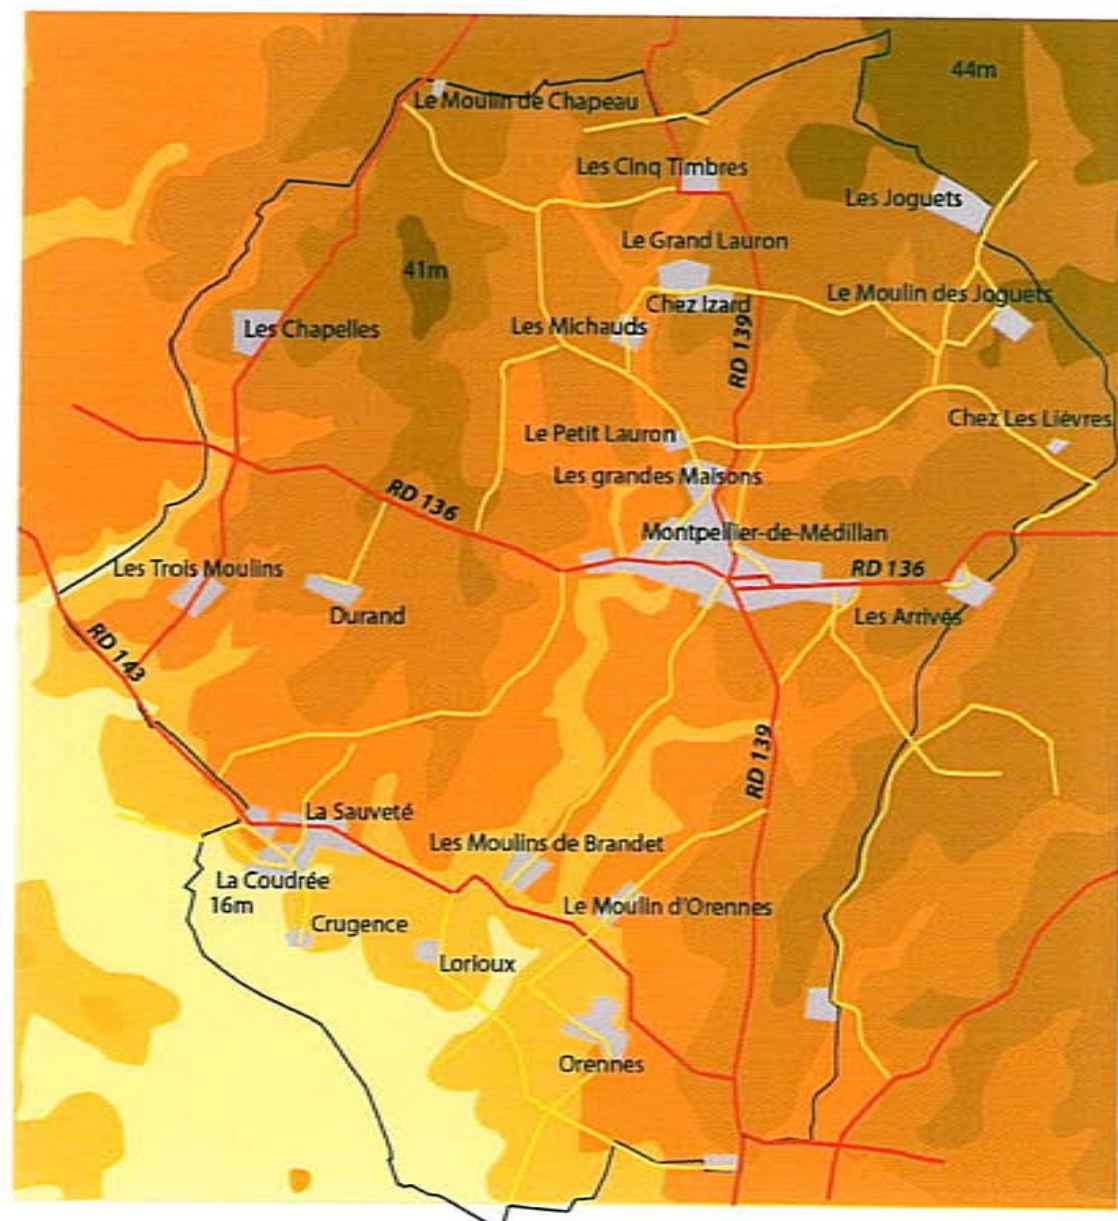 44m
Le Moulin de Chapeau
Les Cinq Timbres
Les Joguets
Le Grand Lauron
41m
Le Moulin des Joguets
Chez Izard
Les Michauds
Les Chapelles
RD 139
Chez Les Lièvres
Le Petit Lauron
Les grandes Maisons
RD 136
Montpellier-de-Médillan
Les Trois Moulins
RD 136
Durand
Les Arrivés
RD 143
RD 139
La Sauveté
Les Moulins de Brandet
La Coudrée
16m
Le Moulin d'Orennes
Crugence
Lorioux
Orennes